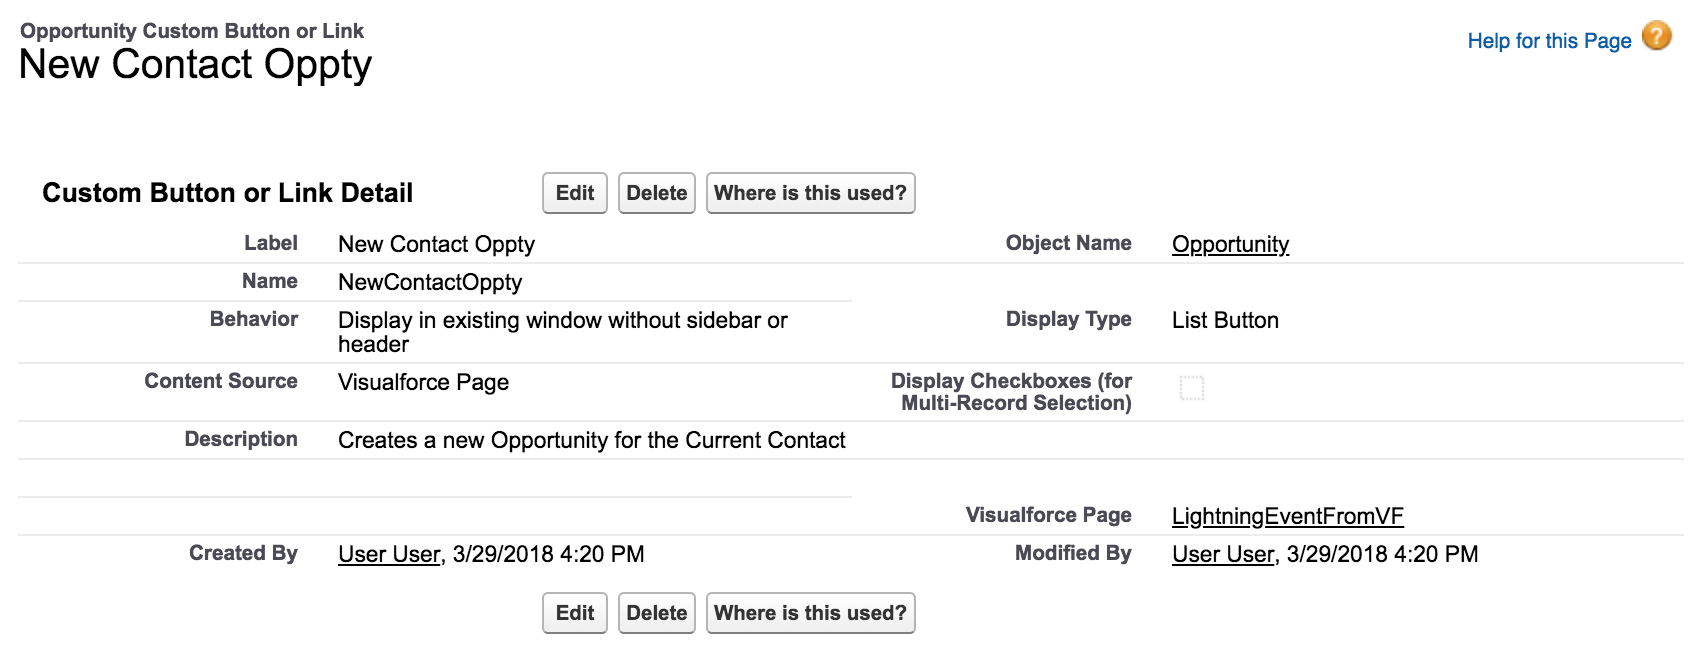 Opportunity Custom Button or Link
New Contact Oppty
Help for this Page ?
Custom Button or Link Detail
Edit Delete Where is this used?
Label New Contact Oppty Object Name Opportunity
Name NewContactOppty
Behavior Display in existing window without sidebar or
header
Display Type List Button
Content Source Visualforce Page
Display Checkboxes (for
Multi-Record Selection)
Description Creates a new Opportunity for the Current Contact
Visualforce Page LightningEventFromVF
Created By User User, 3/29/2018 4:20 PM Modified By User User, 3/29/2018 4:20 PM
Edit Delete Where is this used?